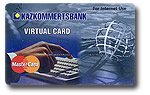 For Internet Use
KAZKOMMERTSBANK
VIRTUAL CARD
MasterCard